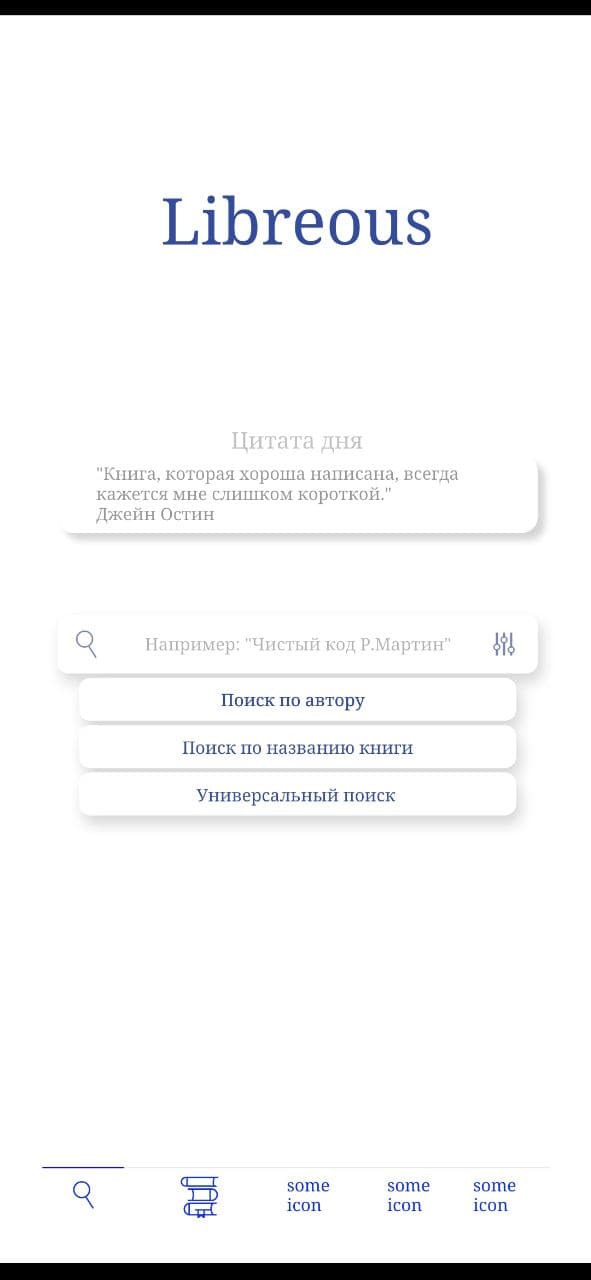 Libreous
Цитата дня
"Книга, которая хороша написана, всегда
кажется мне слишком короткой."
Джейн Остин
Например: "Чистый код Р.Мартин"
Поиск по автору
Поиск по названию книги
Универсальный поиск
some
icon
some
icon
some
icon